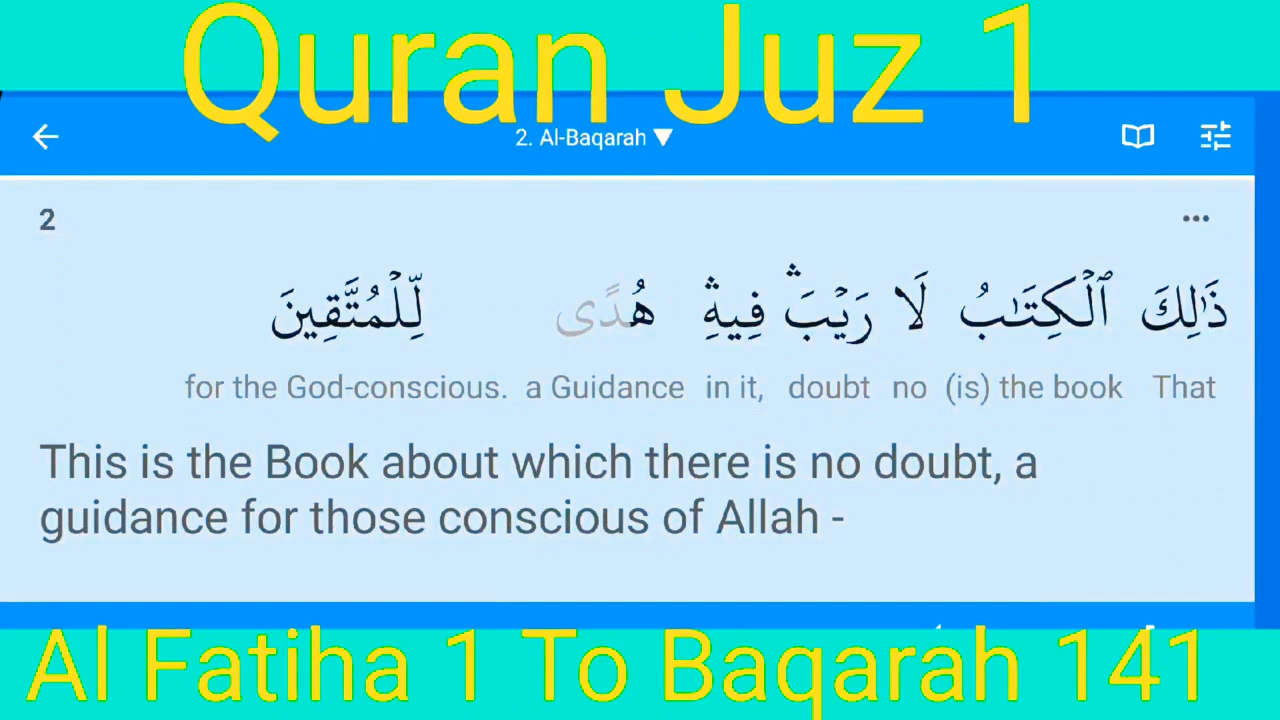 Quran Juz 1
2. Al-Baqarah ▼
2
ذَٰلِكَ ٱلْكِتَـٰبُ لَا رَيْبَ ۛ فِيهِ ۛ هُدًى لِّلْمُتَّقِينَ
for the God-conscious. a Guidance in it, doubt no (is) the book That
This is the Book about which there is no doubt, a
guidance for those conscious of Allah -
Al Fatiha 1 To Baqarah 141